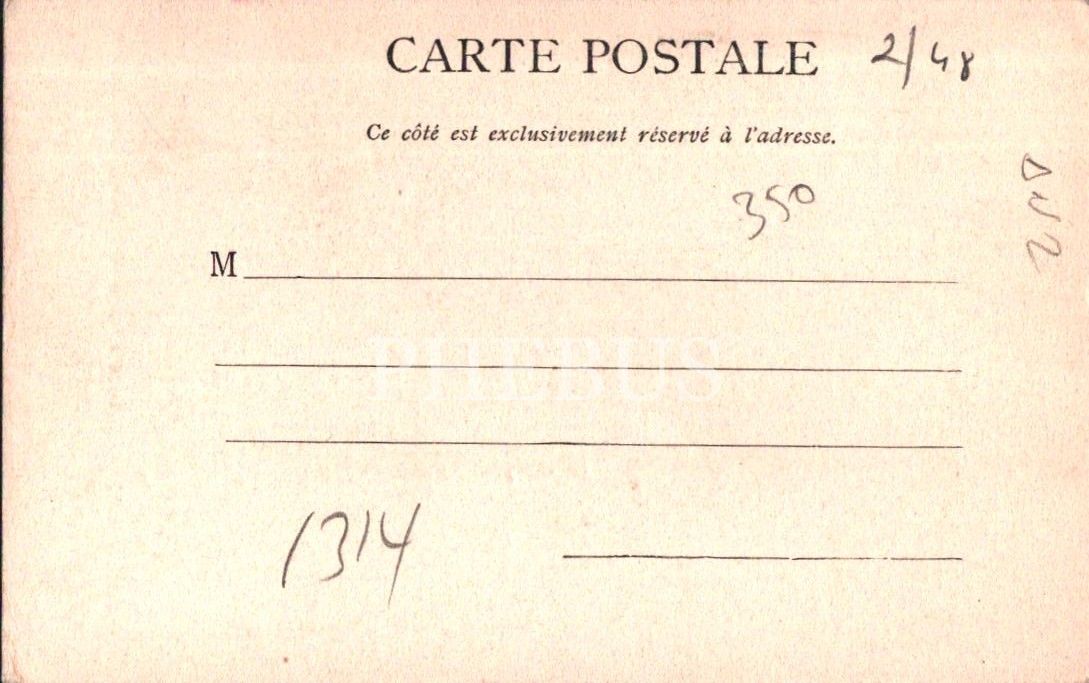 CARTE POSTALE 2/48
Ce côté est exclusivement réservé à l'adresse.
350
M
PHEBUS
1314